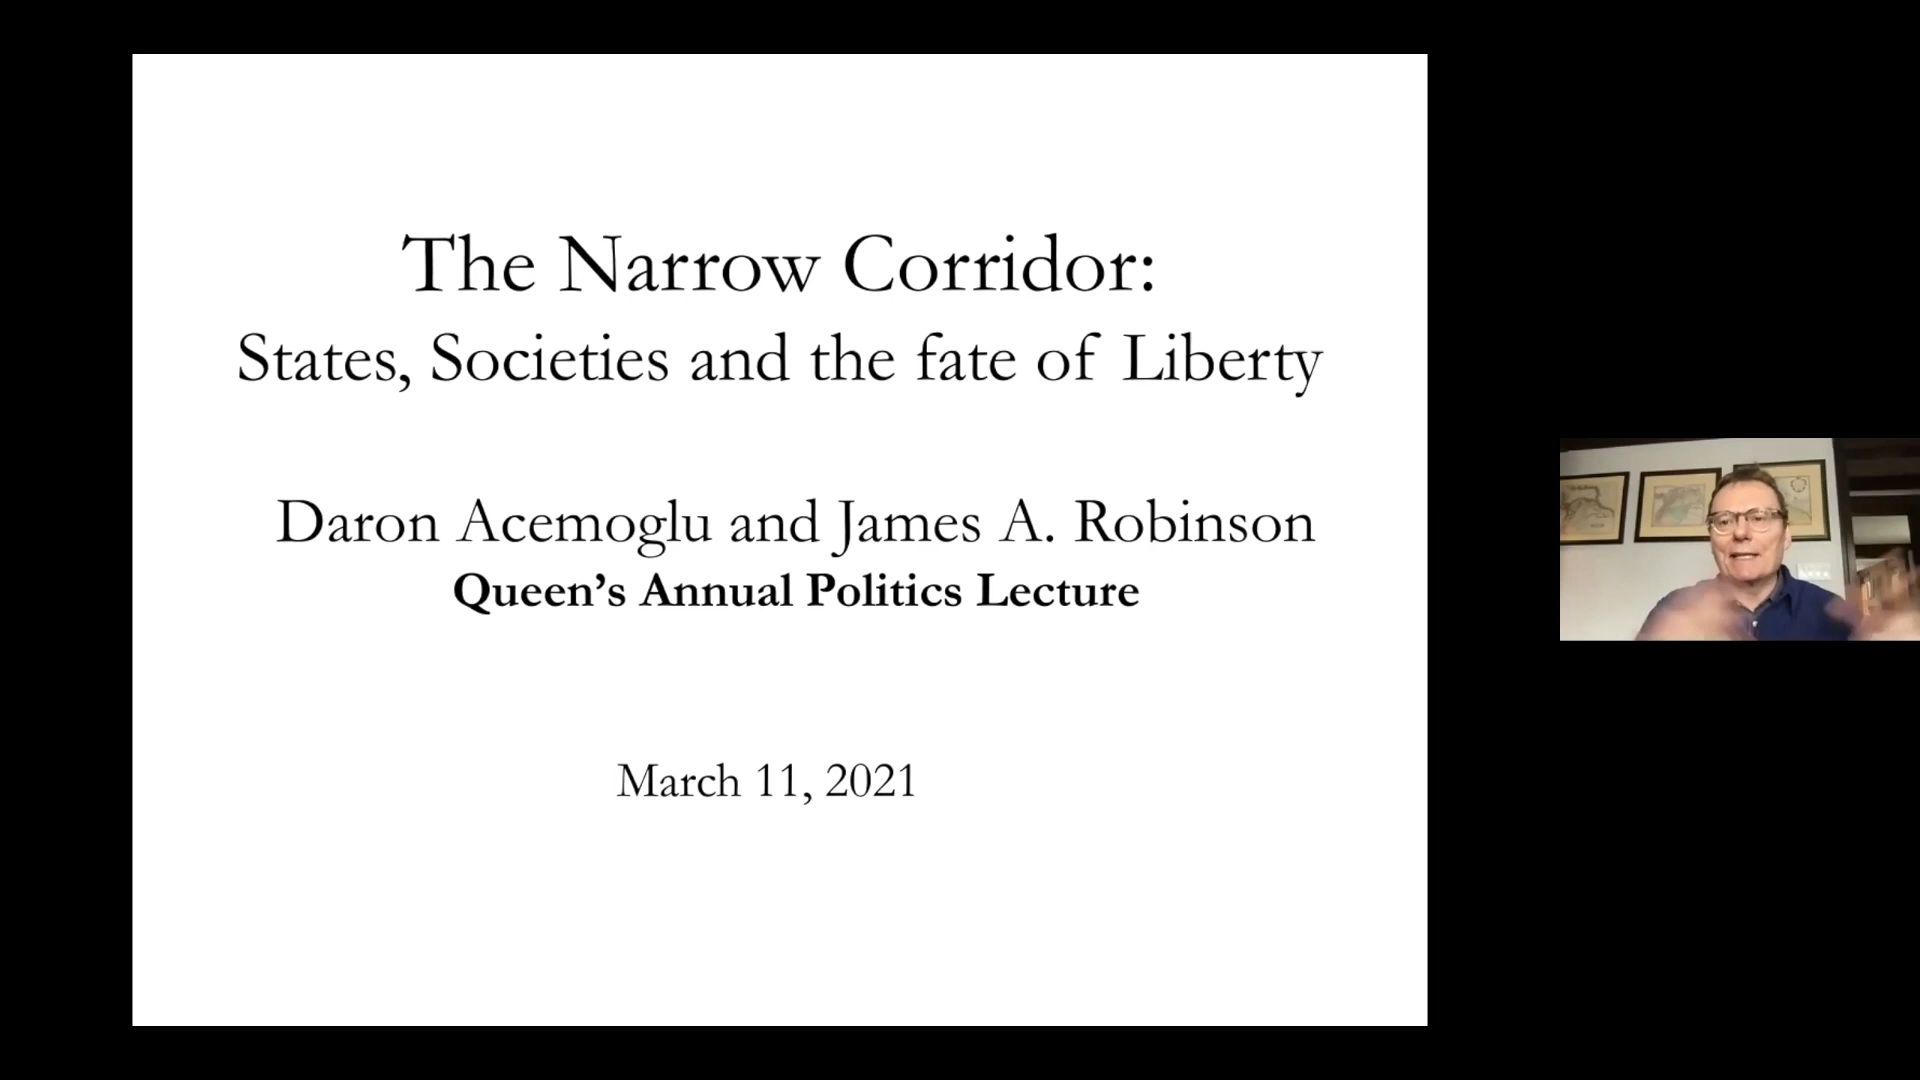 The Narrow Corridor:
States, Societies and the fate of Liberty
Daron Acemoglu and James A. Robinson
Queen’s Annual Politics Lecture
March 11, 2021